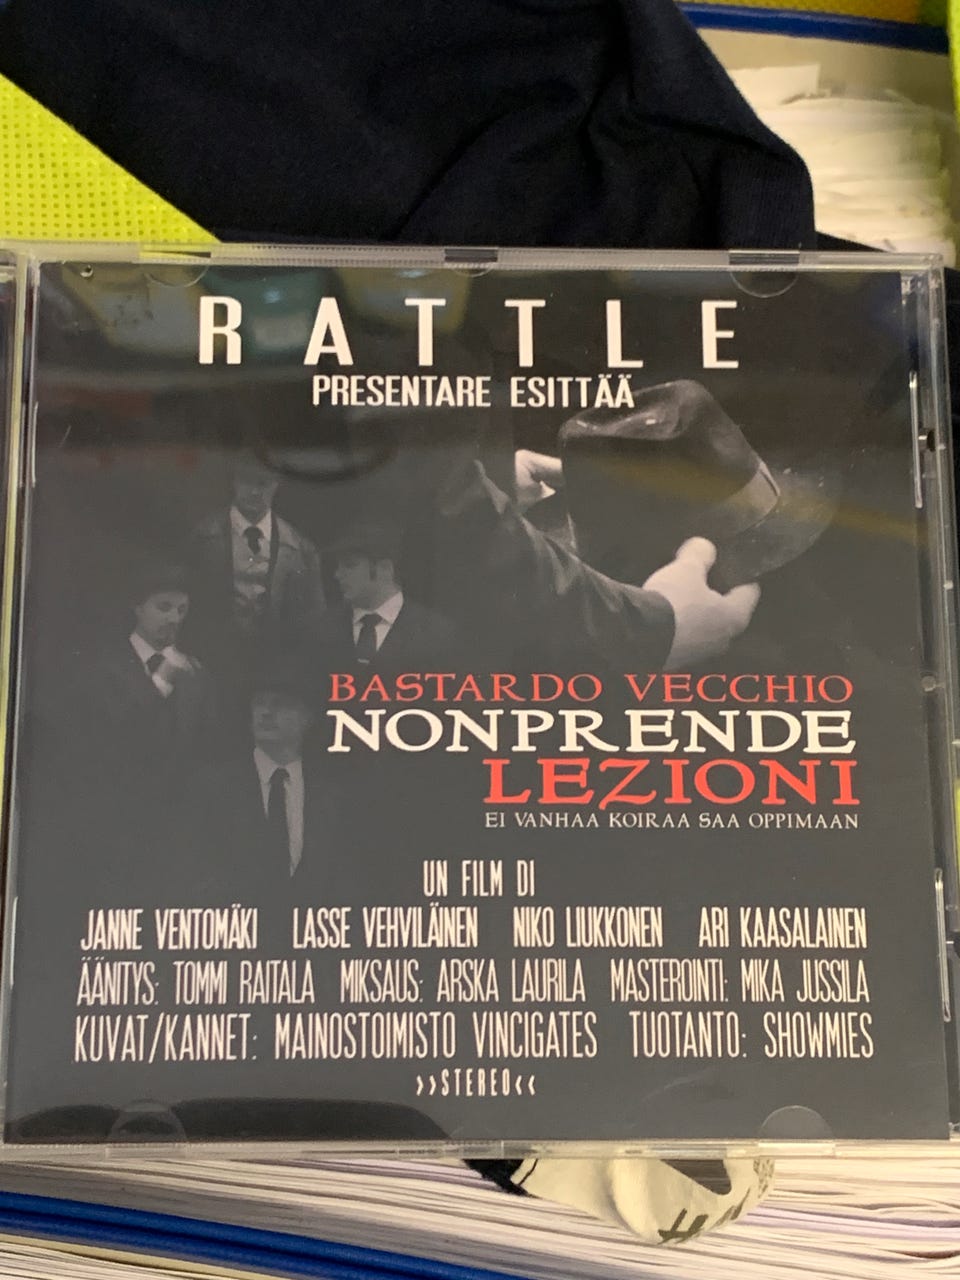 RATTLE
PRESENTARE ESITTÄÄ
BASTARDO VECCHIO
NONPRENDE
LEZIONI
EI VANHAA KOIRAA SAA OPPIMAAN
UN FILM DI
JANNE VENTOMÄKI LASSE VEHVILÄINEN NIKO LIUKKONEN ARI KAASALAINEN
ÄÄNITYS: TOMMI RAITALA MIKSAUS: ARSKA LAURILA MASTEROINTI: MIKA JUSSILA
KUVAT/KANNET: MAINOSTOIMISTO VINCIGATES TUOTANTO: SHOWMIES
>>STEREO<<